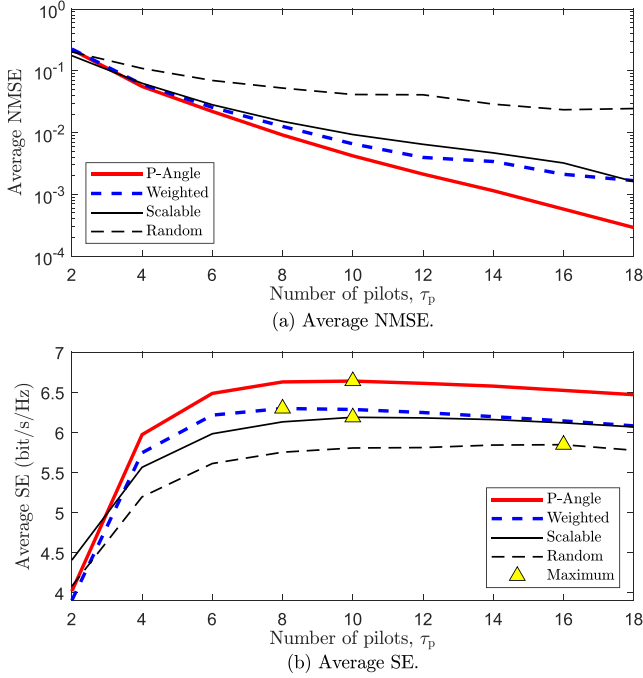 10^0
10^-1
10^-2
10^-3
10^-4
Average NMSE
P-Angle
Weighted
Scalable
Random
2 4 6 8 10 12 14 16 18
Number of pilots, τ_p
(a) Average NMSE.
7
6.5
6
5.5
5
4.5
4
Average SE (bit/s/Hz)
P-Angle
Weighted
Scalable
Random
Maximum
2 4 6 8 10 12 14 16 18
Number of pilots, τ_p
(b) Average SE.